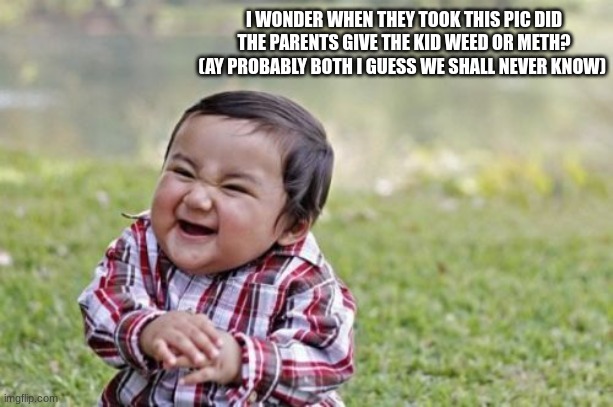 I WONDER WHEN THEY TOOK THIS PIC DID
THE PARENTS GIVE THE KID WEED OR METH?
(AY PROBABLY BOTH I GUESS WE SHALL NEVER KNOW)
imgflip.com